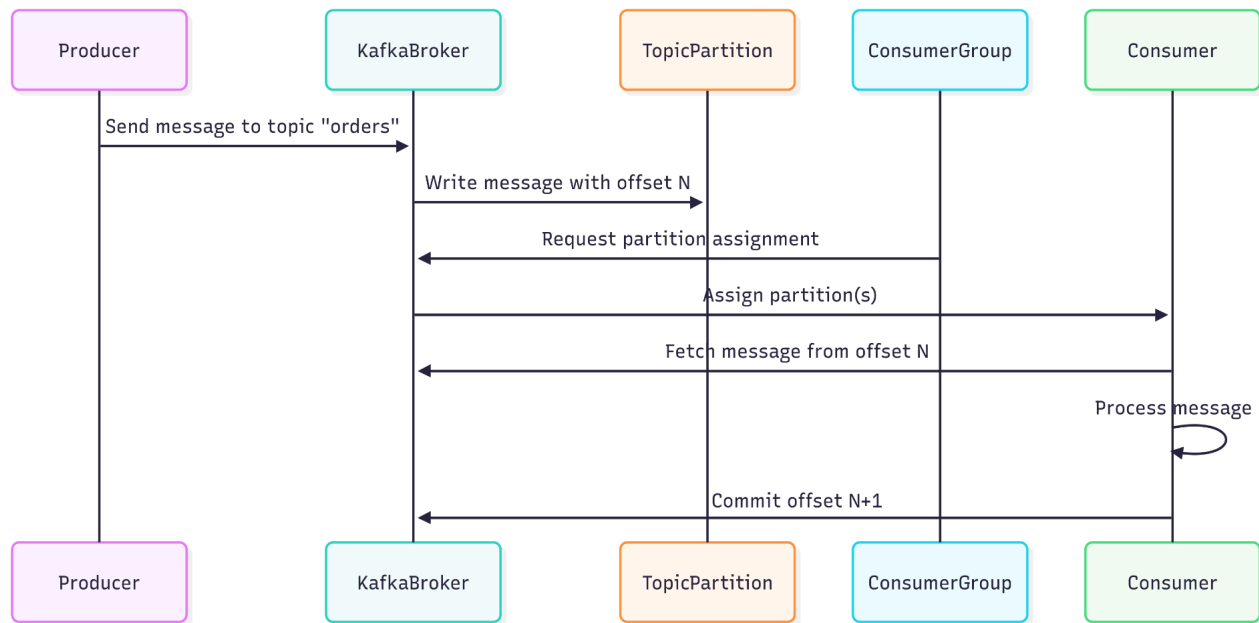 Producer
KafkaBroker
TopicPartition
ConsumerGroup
Consumer
Send message to topic "orders"
Write message with offset N
Request partition assignment
Assign partition(s)
Fetch message from offset N
Process message
Commit offset N+1
Producer
KafkaBroker
TopicPartition
ConsumerGroup
Consumer